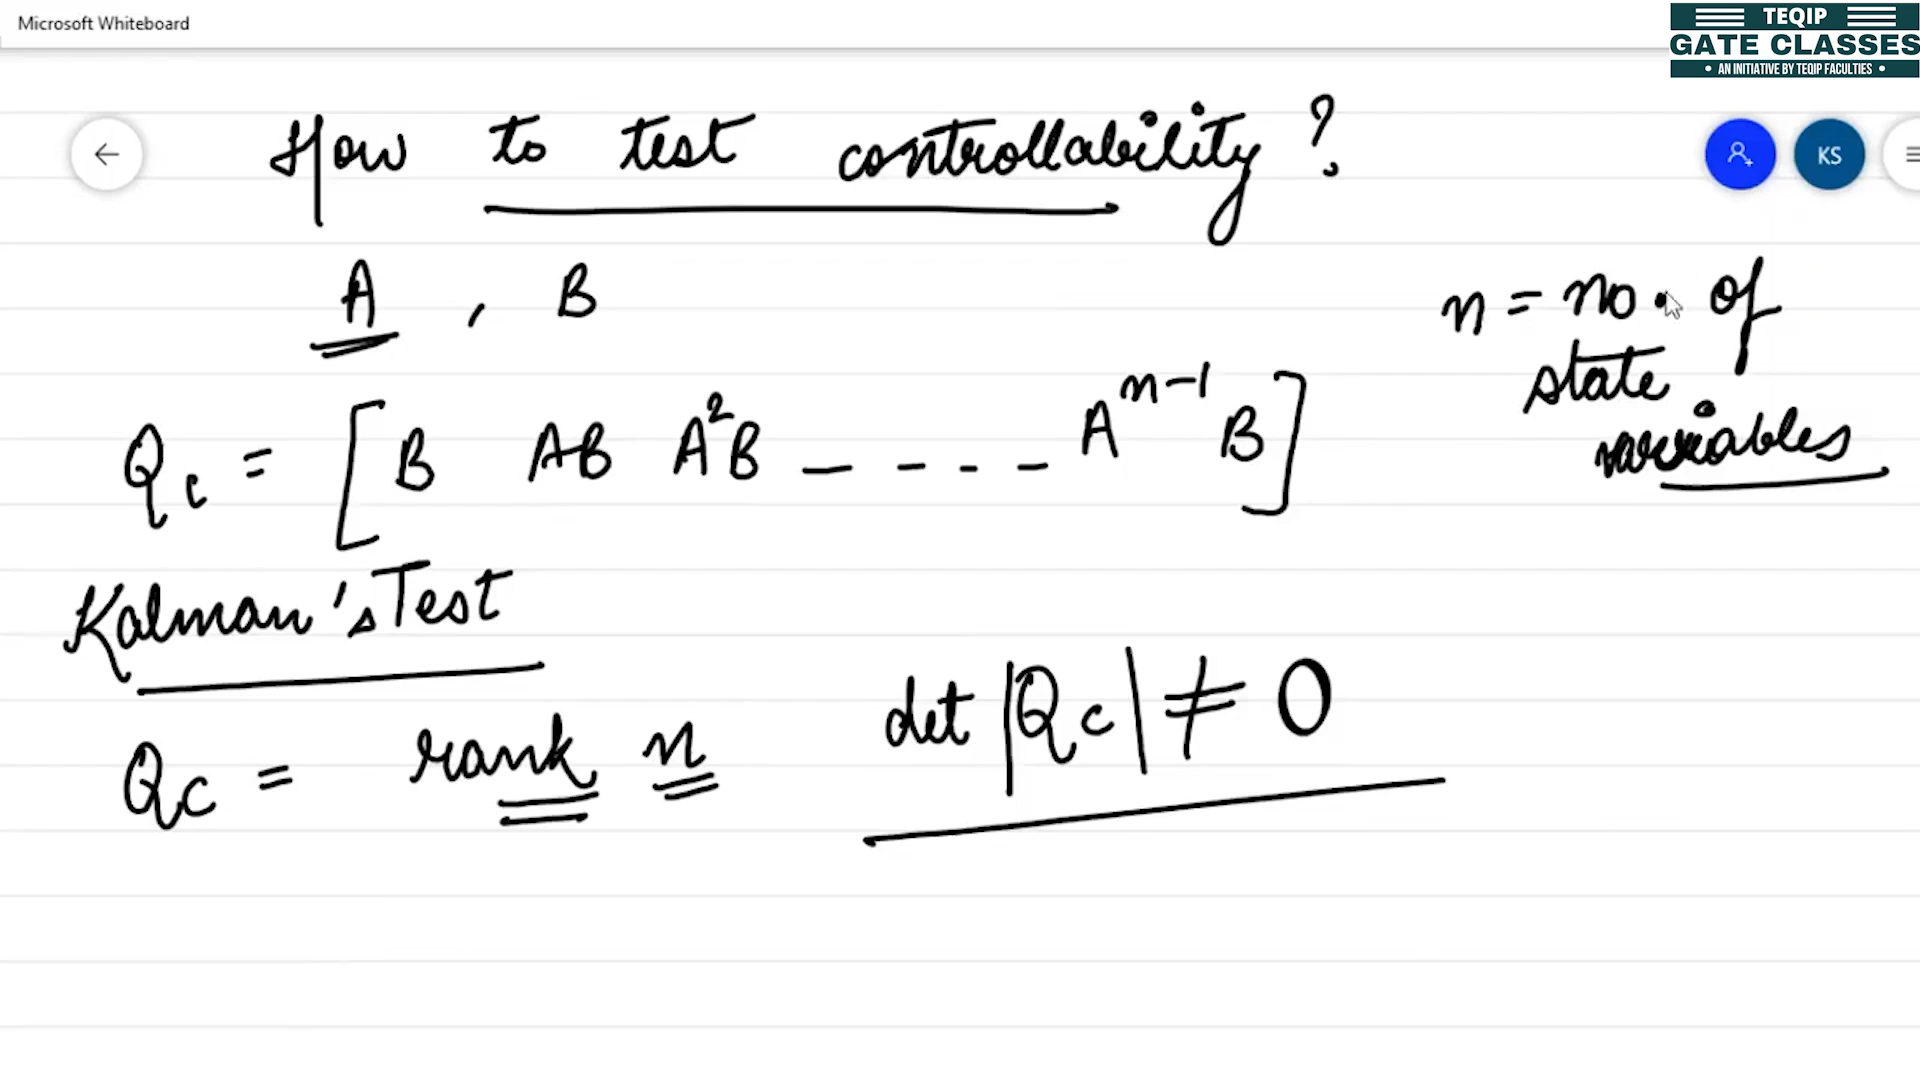 Microsoft Whiteboard
TEQIP
GATE CLASSES
• AN INITIATIVE BY TEQIP FACULTIES •
How to test controllability?
KS
A , B
n = no. of
state
variables
Qc = [B AB A²B - - - - Aⁿ⁻¹B]
Kalman's Test
Qc = rank n
det |Qc| ≠ 0